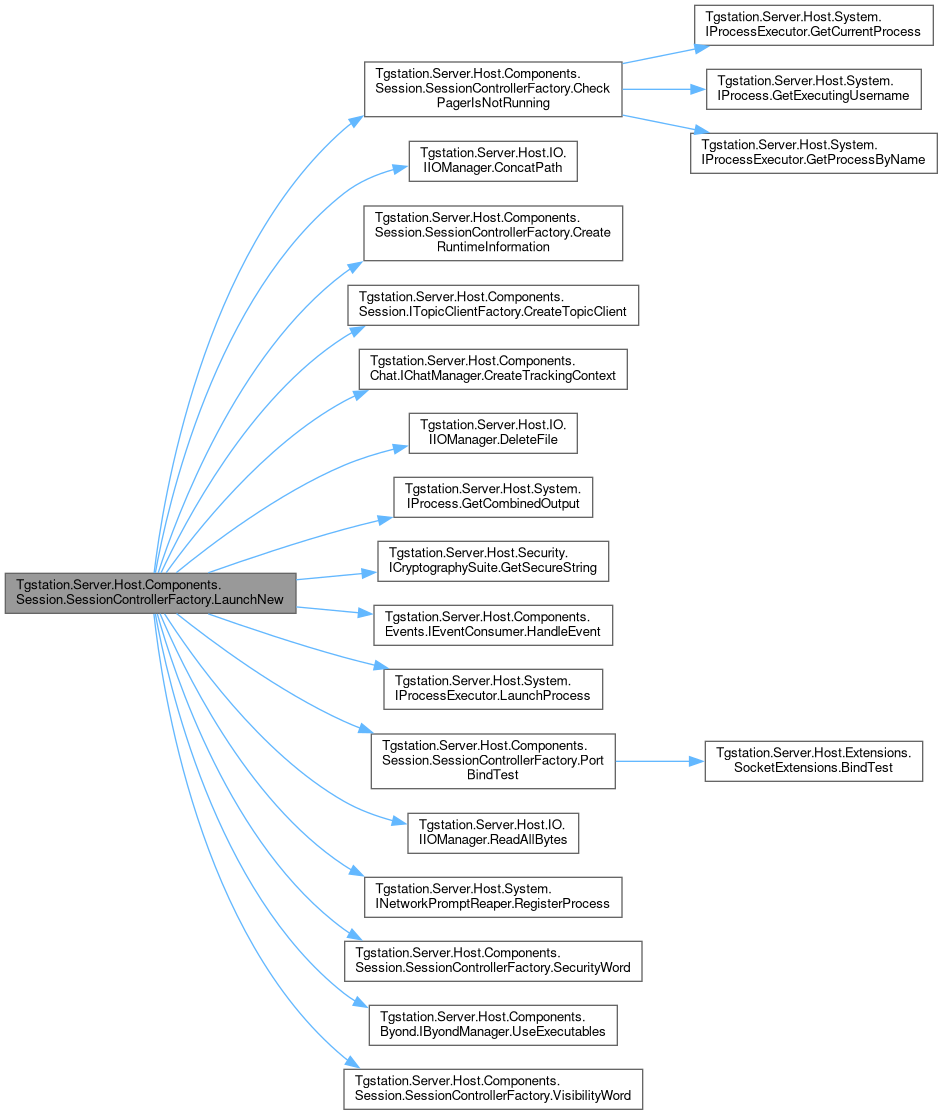 Tgstation.Server.Host.System.
IProcessExecutor.GetCurrentProcess
Tgstation.Server.Host.Components.
Session.SessionControllerFactory.Check
PagerIsNotRunning
Tgstation.Server.Host.System.
IProcess.GetExecutingUsername
Tgstation.Server.Host.System.
IProcessExecutor.GetProcessByName
Tgstation.Server.Host.IO.
IIOManager.ConcatPath
Tgstation.Server.Host.Components.
Session.SessionControllerFactory.Create
RuntimeInformation
Tgstation.Server.Host.Components.
Session.ITopicClientFactory.CreateTopicClient
Tgstation.Server.Host.Components.
Chat.IChatManager.CreateTrackingContext
Tgstation.Server.Host.IO.
IIOManager.DeleteFile
Tgstation.Server.Host.System.
IProcess.GetCombinedOutput
Tgstation.Server.Host.Security.
ICryptographySuite.GetSecureString
Tgstation.Server.Host.Components.
Session.SessionControllerFactory.LaunchNew
Tgstation.Server.Host.Components.
Events.IEventConsumer.HandleEvent
Tgstation.Server.Host.System.
IProcessExecutor.LaunchProcess
Tgstation.Server.Host.Components.
Session.SessionControllerFactory.Port
BindTest
Tgstation.Server.Host.Extensions.
SocketExtensions.BindTest
Tgstation.Server.Host.IO.
IIOManager.ReadAllBytes
Tgstation.Server.Host.System.
INetworkPromptReaper.RegisterProcess
Tgstation.Server.Host.Components.
Session.SessionControllerFactory.SecurityWord
Tgstation.Server.Host.Components.
Byond.IByondManager.UseExecutables
Tgstation.Server.Host.Components.
Session.SessionControllerFactory.VisibilityWord